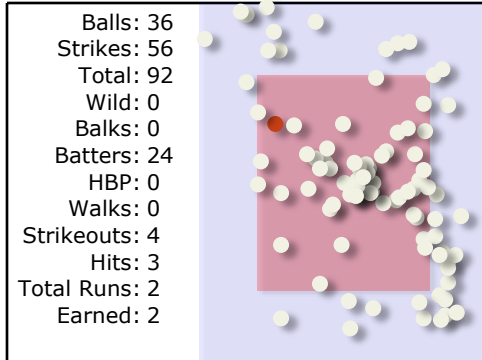 Balls: 36
Strikes: 56
Total: 92
Wild: 0
Balks: 0
Batters: 24
HBP: 0
Walks: 0
Strikeouts: 4
Hits: 3
Total Runs: 2
Earned: 2